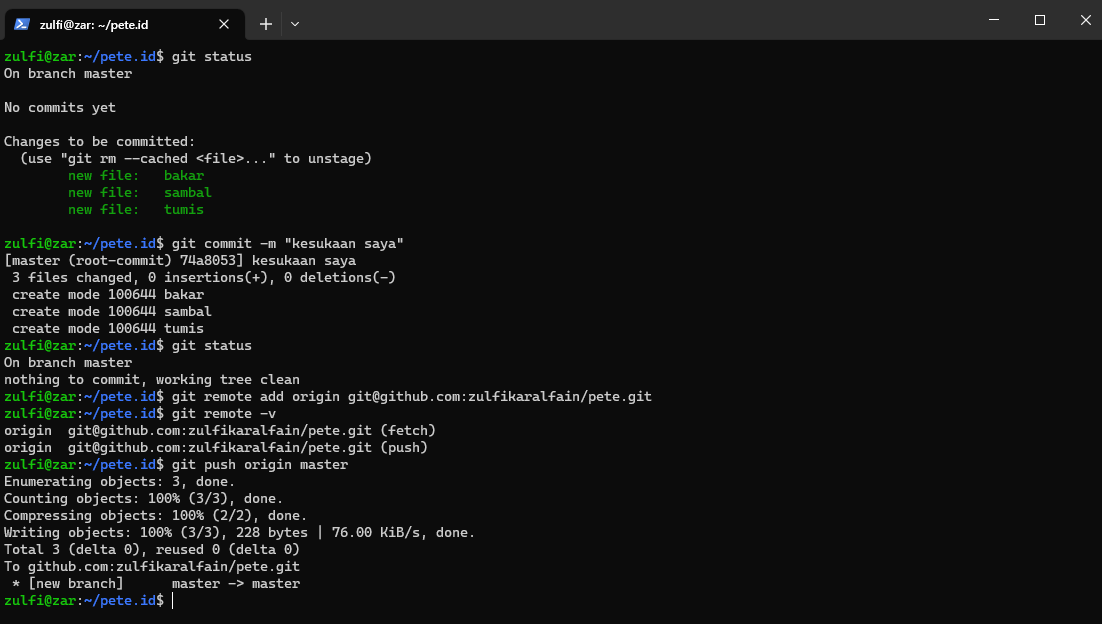 zulfi@zar: ~/pete.id
zulfi@zar:~/pete.id$ git status
On branch master
No commits yet
Changes to be committed:
  (use "git rm --cached <file>..." to unstage)
        new file:   bakar
        new file:   sambal
        new file:   tumis
zulfi@zar:~/pete.id$ git commit -m "kesukaan saya"
[master (root-commit) 74a8053] kesukaan saya
 3 files changed, 0 insertions(+), 0 deletions(-)
 create mode 100644 bakar
 create mode 100644 sambal
 create mode 100644 tumis
zulfi@zar:~/pete.id$ git status
On branch master
nothing to commit, working tree clean
zulfi@zar:~/pete.id$ git remote add origin git@github.com:zulfikaralfain/pete.git
zulfi@zar:~/pete.id$ git remote -v
origin  git@github.com:zulfikaralfain/pete.git (fetch)
origin  git@github.com:zulfikaralfain/pete.git (push)
zulfi@zar:~/pete.id$ git push origin master
Enumerating objects: 3, done.
Counting objects: 100% (3/3), done.
Compressing objects: 100% (2/2), done.
Writing objects: 100% (3/3), 228 bytes | 76.00 KiB/s, done.
Total 3 (delta 0), reused 0 (delta 0)
To github.com:zulfikaralfain/pete.git
 * [new branch]      master -> master
zulfi@zar:~/pete.id$